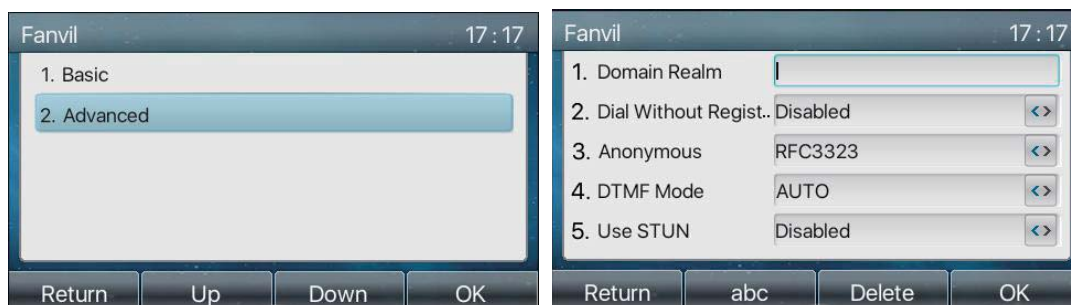 Fanvil 17:17
1. Basic
2. Advanced
Return Up Down OK
Fanvil 17:17
1. Domain Realm
2. Dial Without Regist.. Disabled
3. Anonymous RFC3323
4. DTMF Mode AUTO
5. Use STUN Disabled
Return abc Delete OK